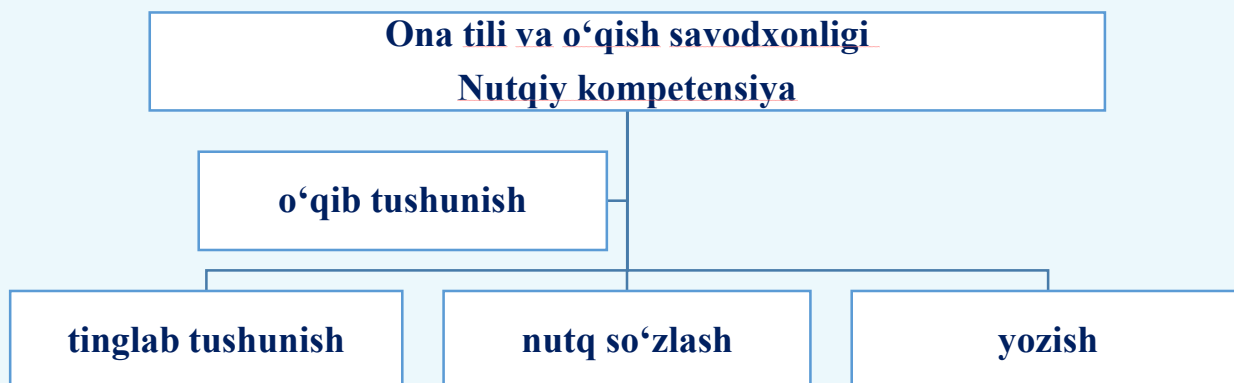 Ona tili va o‘qish savodxonligi
Nutqiy kompetensiya
o‘qib tushunish
tinglab tushunish
nutq so‘zlash
yozish